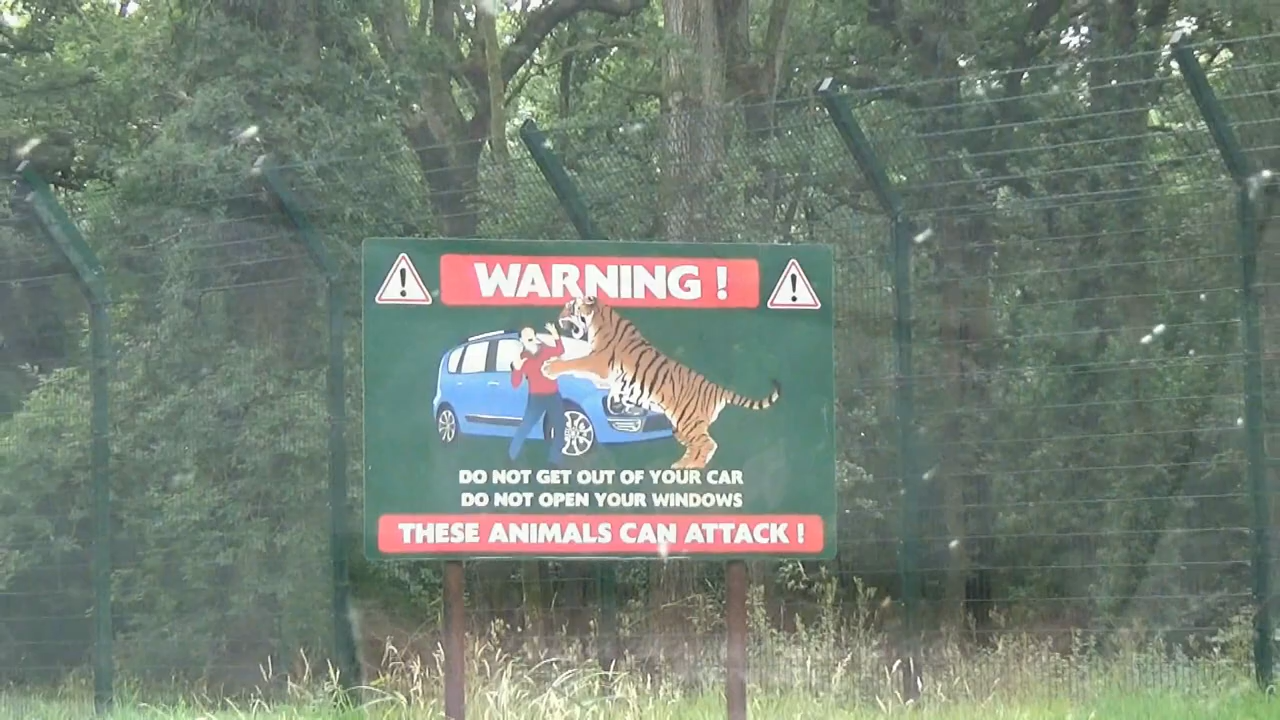 WARNING !
DO NOT GET OUT OF YOUR CAR
DO NOT OPEN YOUR WINDOWS
THESE ANIMALS CAN ATTACK !